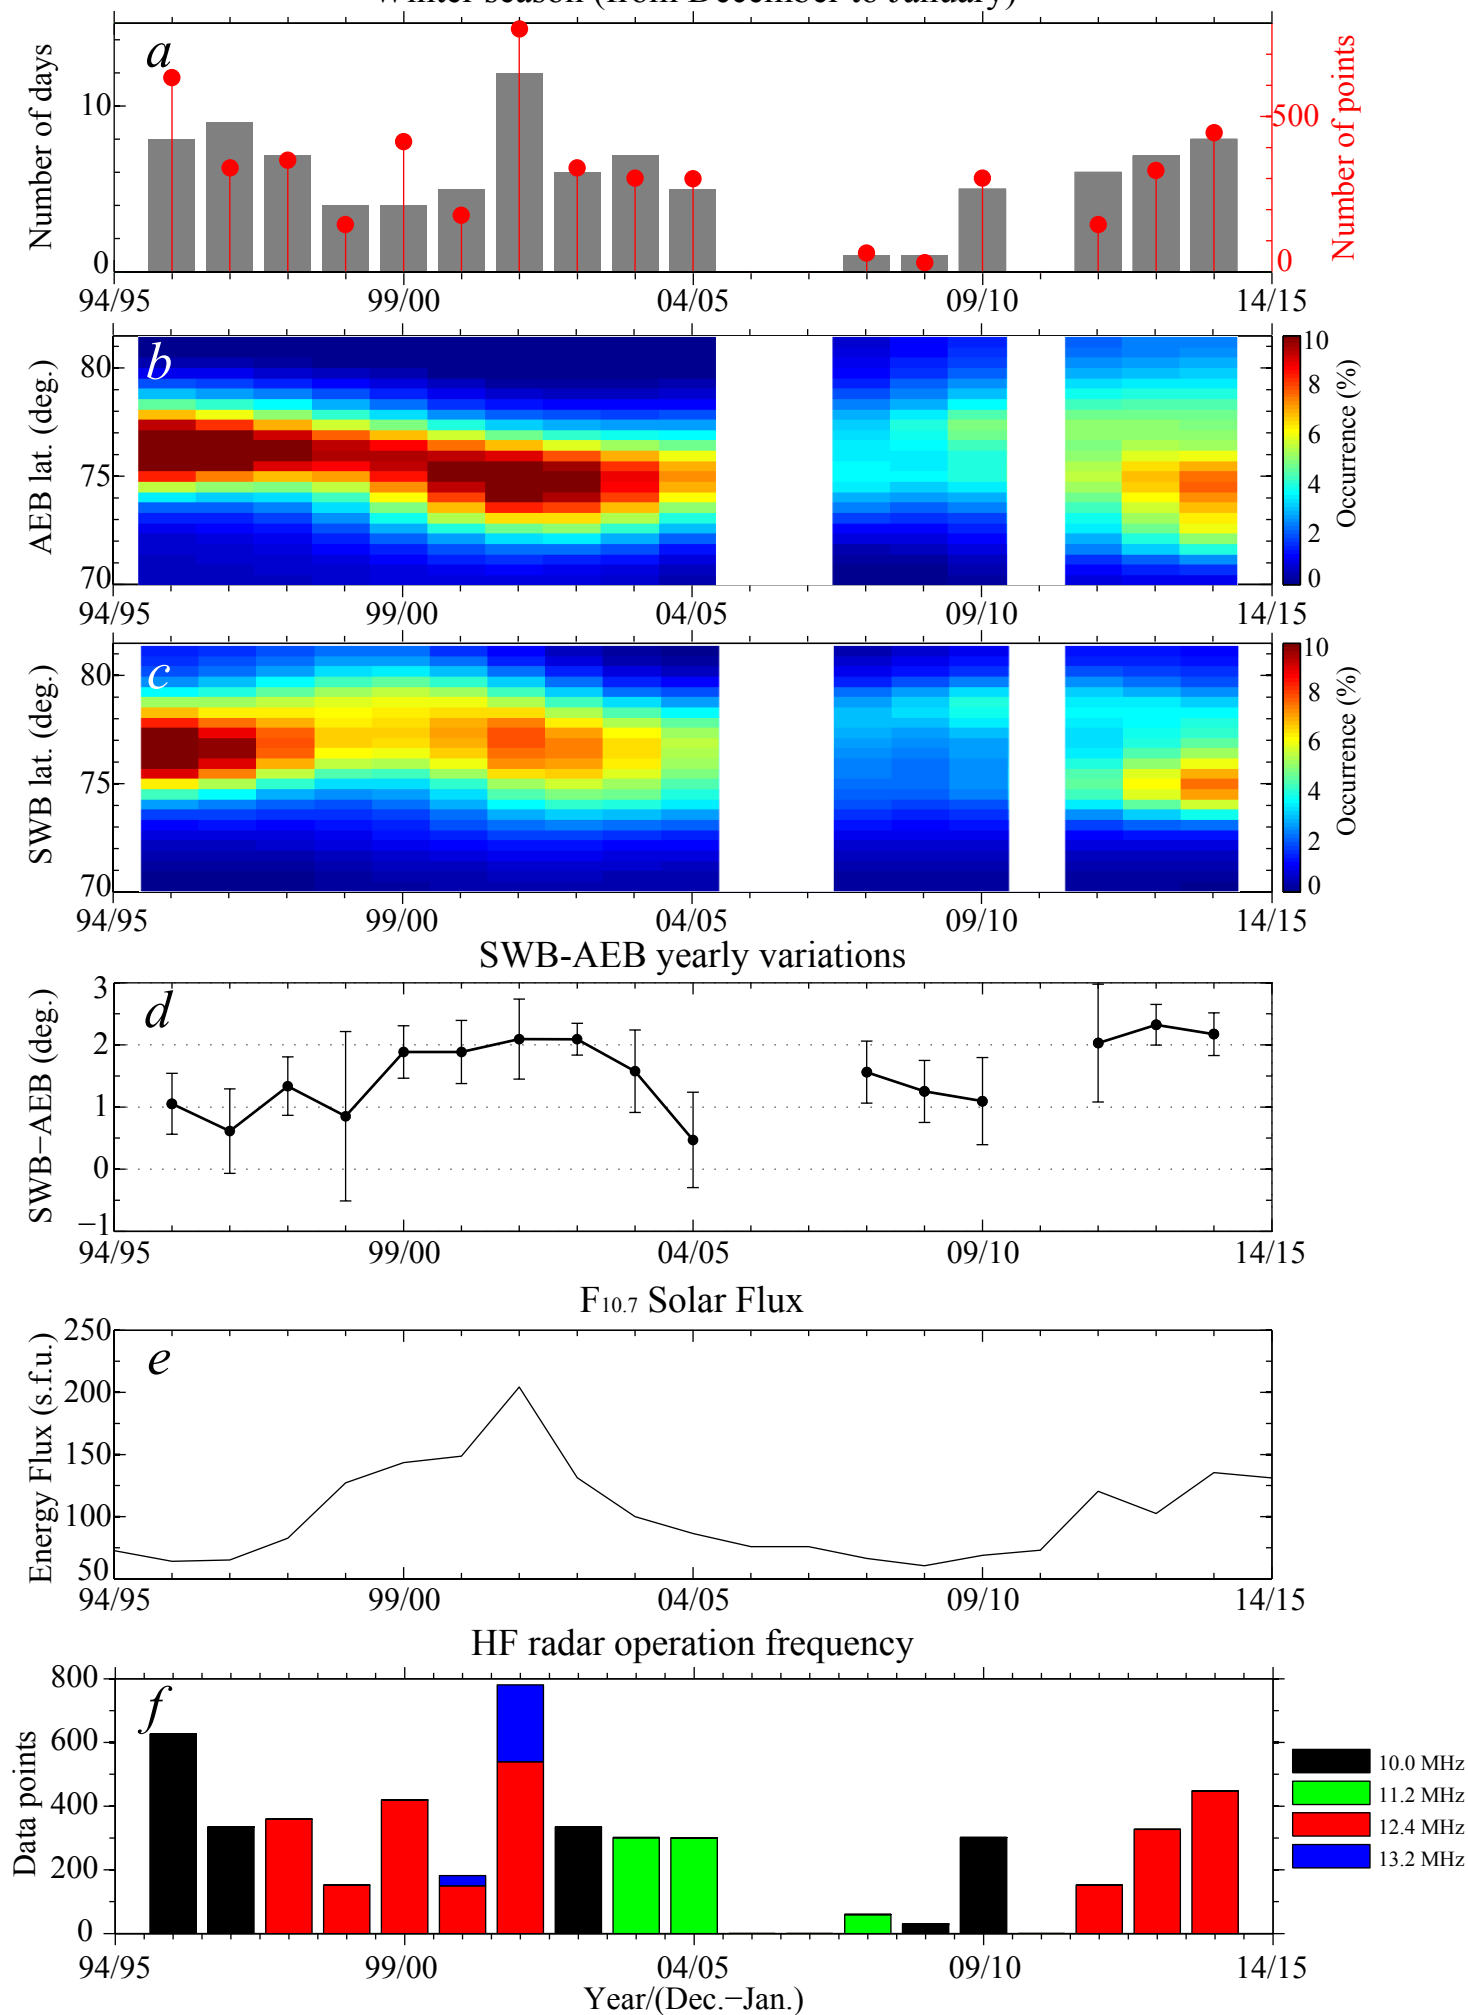 Winter season (from December to January)
a
Number of days
10
0
500
0
Number of points
94/95 99/00 04/05 09/10 14/15
b
AEB lat. (deg.)
80
75
70
10
8
6
4
2
0
Occurrence (%)
94/95 99/00 04/05 09/10 14/15
c
SWB lat. (deg.)
80
75
70
10
8
6
4
2
0
Occurrence (%)
94/95 99/00 04/05 09/10 14/15
SWB-AEB yearly variations
d
SWB−AEB (deg.)
3
2
1
0
−1
94/95 99/00 04/05 09/10 14/15
F10.7 Solar Flux
e
Energy Flux (s.f.u.)
250
200
150
100
50
94/95 99/00 04/05 09/10 14/15
HF radar operation frequency
f
Data points
800
600
400
200
0
10.0 MHz
11.2 MHz
12.4 MHz
13.2 MHz
94/95 99/00 04/05 09/10 14/15
Year/(Dec.−Jan.)